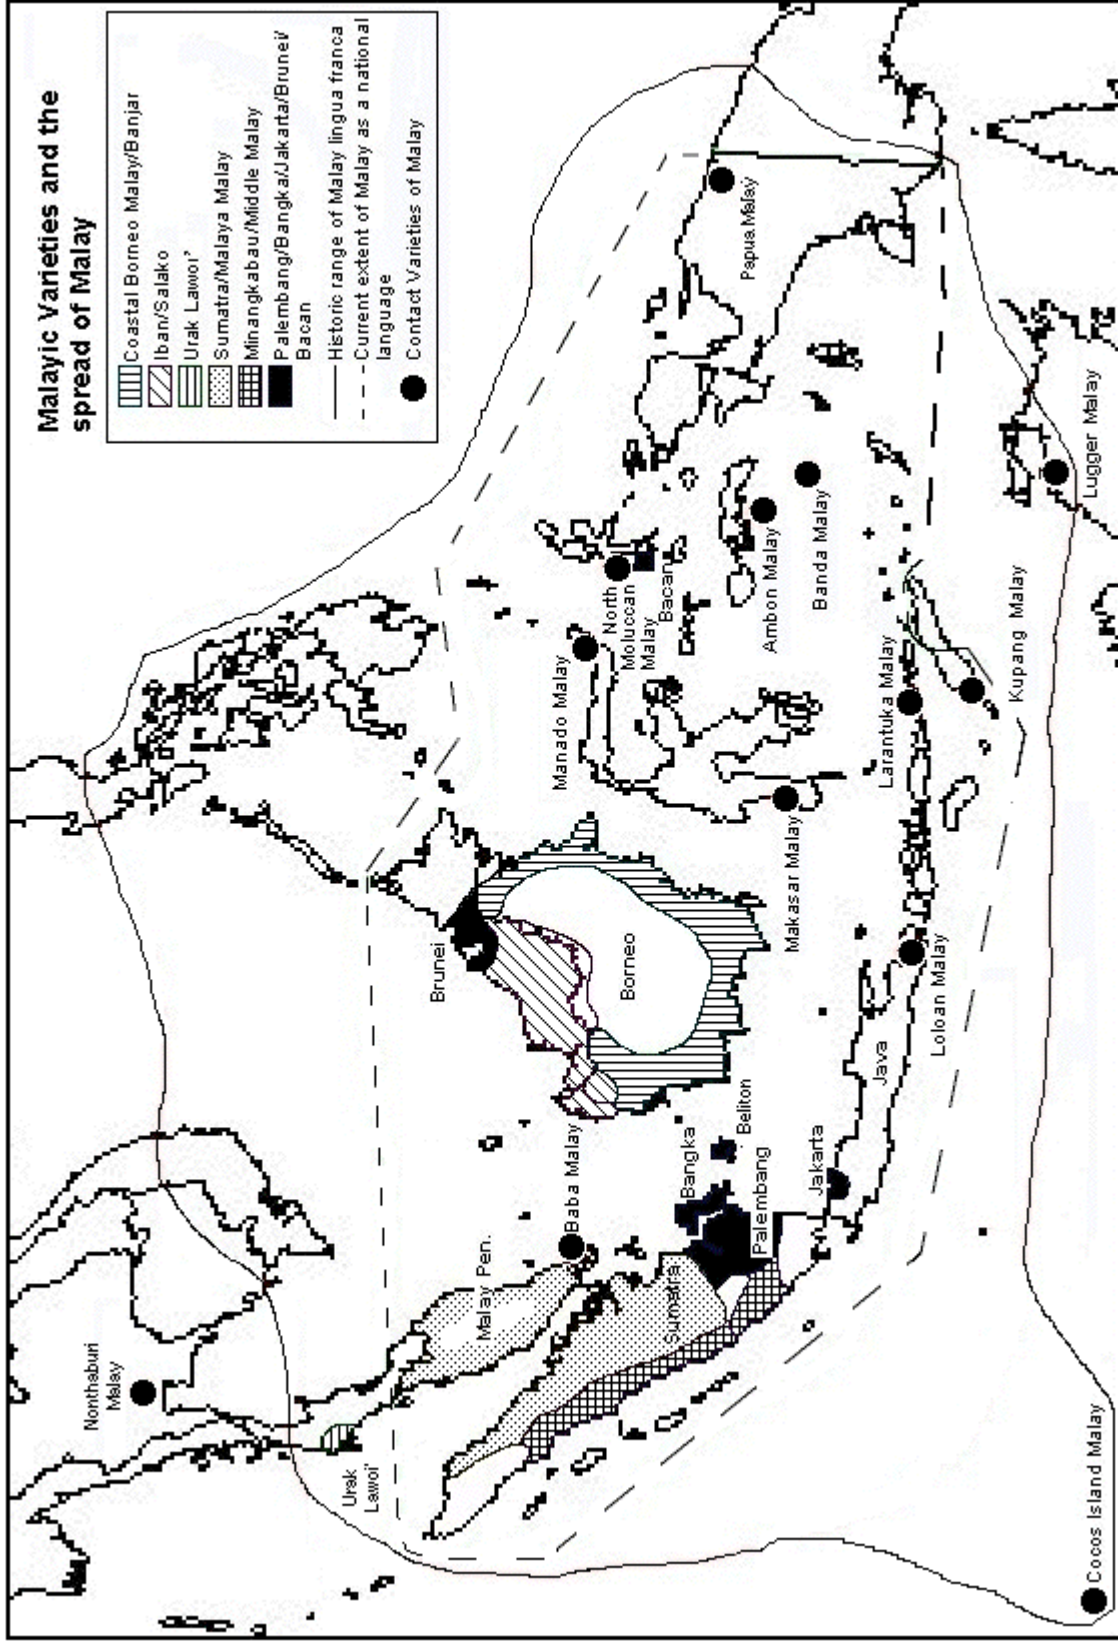 Malayic Varieties and the
spread of Malay
Coastal Borneo Malay/Banjar
Iban/Salako
Urak Lawoi'
Sumatra/Malaya Malay
Minangkabau/Middle Malay
Palembang/Bangka/Jakarta/Brunei/
Bacan
Historic range of Malay lingua franca
Current extent of Malay as a national
language
Contact Varieties of Malay
Nonthaburi
Malay
Urak
Lawoi'
Malay Pen.
Baba Malay
Sumatra
Bangka
Beliton
Palembang
Jakarta
Java
Loloan Malay
Brunei
Borneo
Makasar Malay
Manado Malay
North
Moluccan
Malay
Bacan
Ambon Malay
Banda Malay
Larantuka Malay
Kupang Malay
Lugger Malay
Papua Malay
Cocos Island Malay